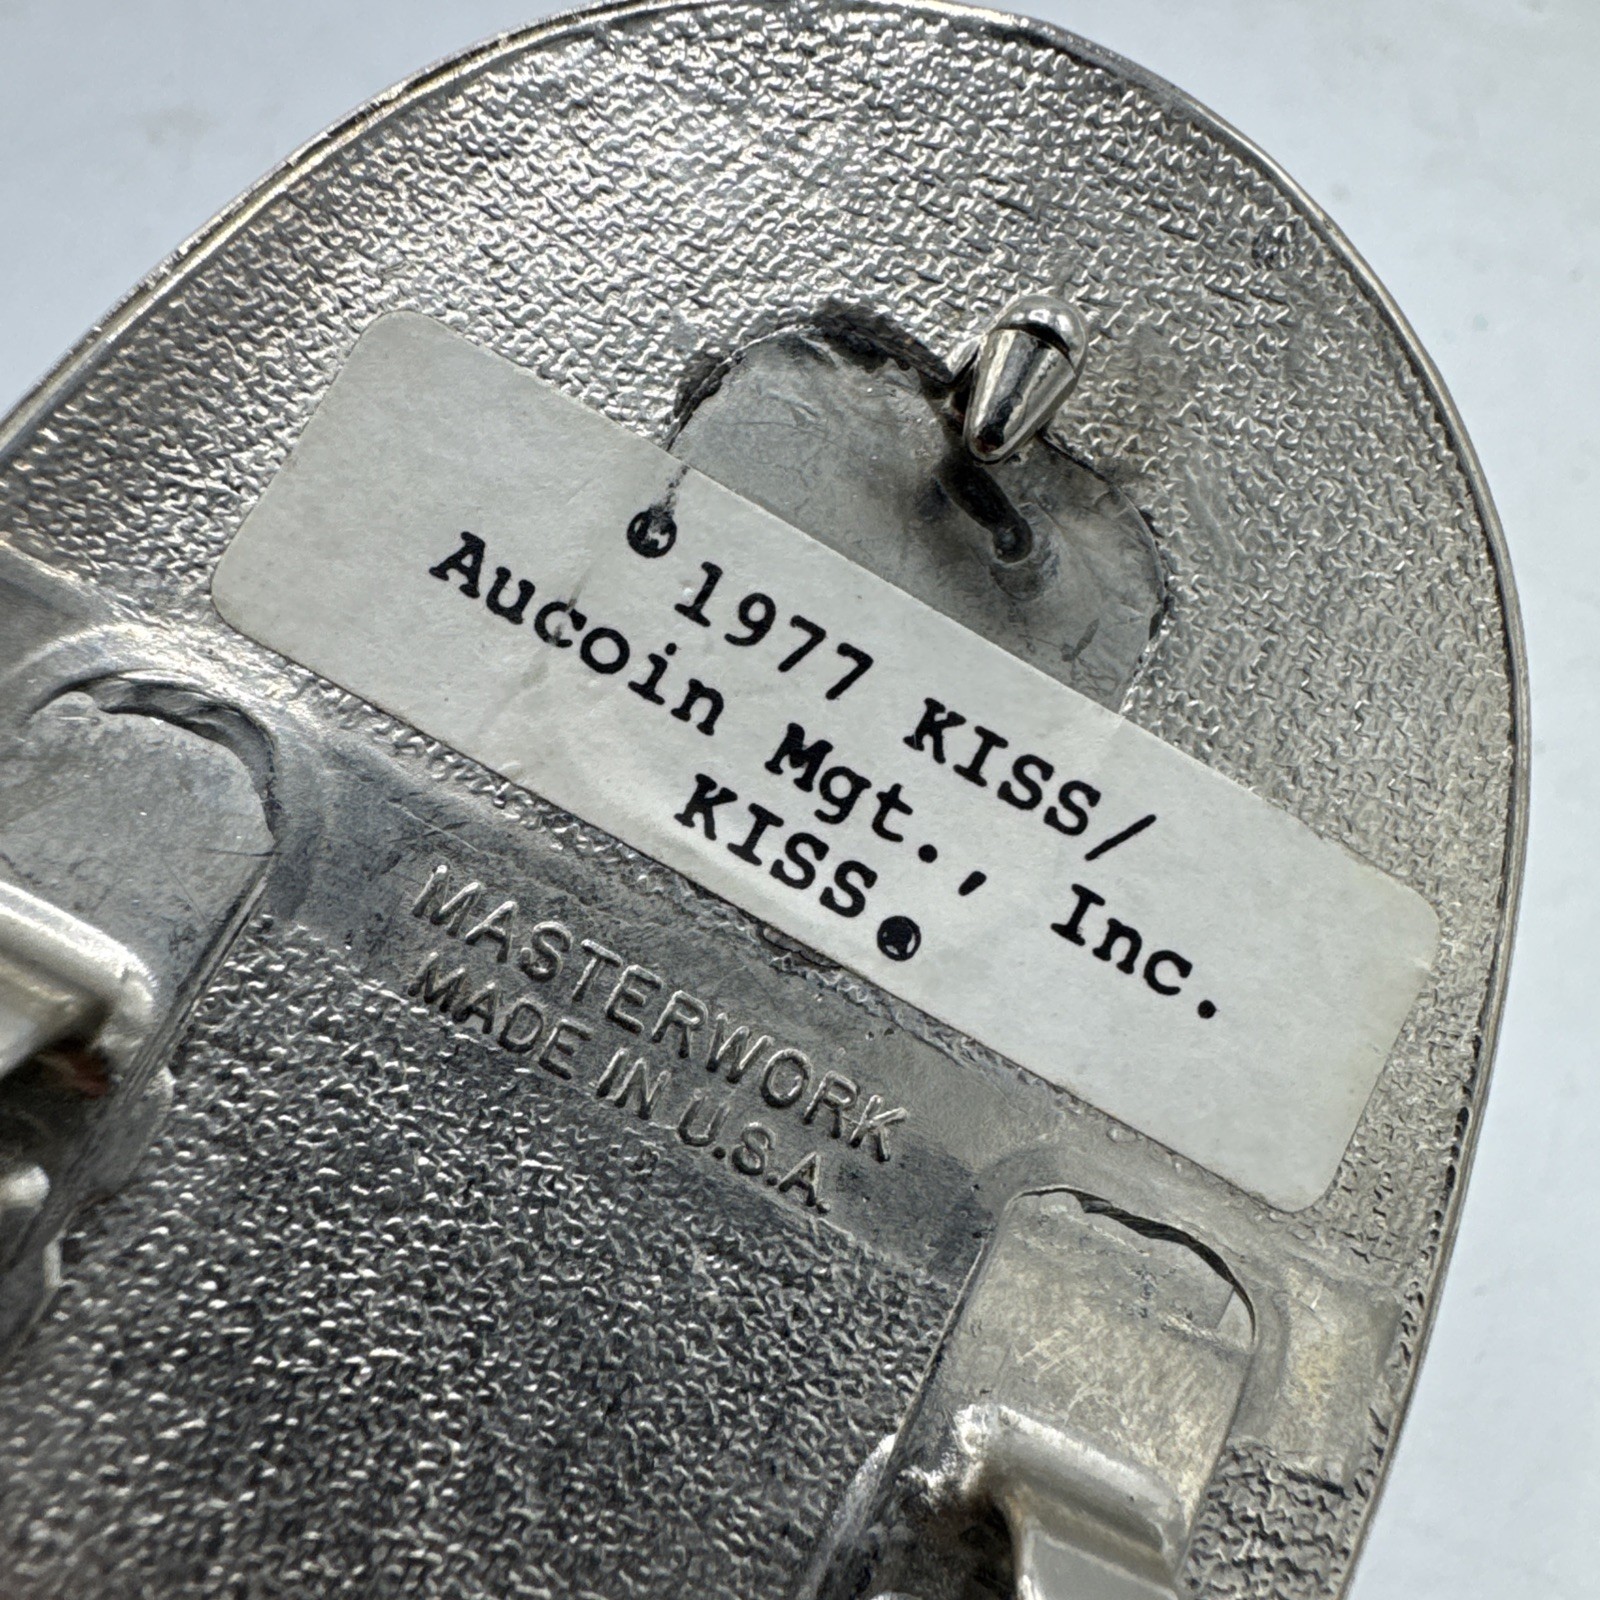 © 1977 KISS/
Aucoin Mgt., Inc.
KISS®
MASTERWORK
MADE IN U.S.A.